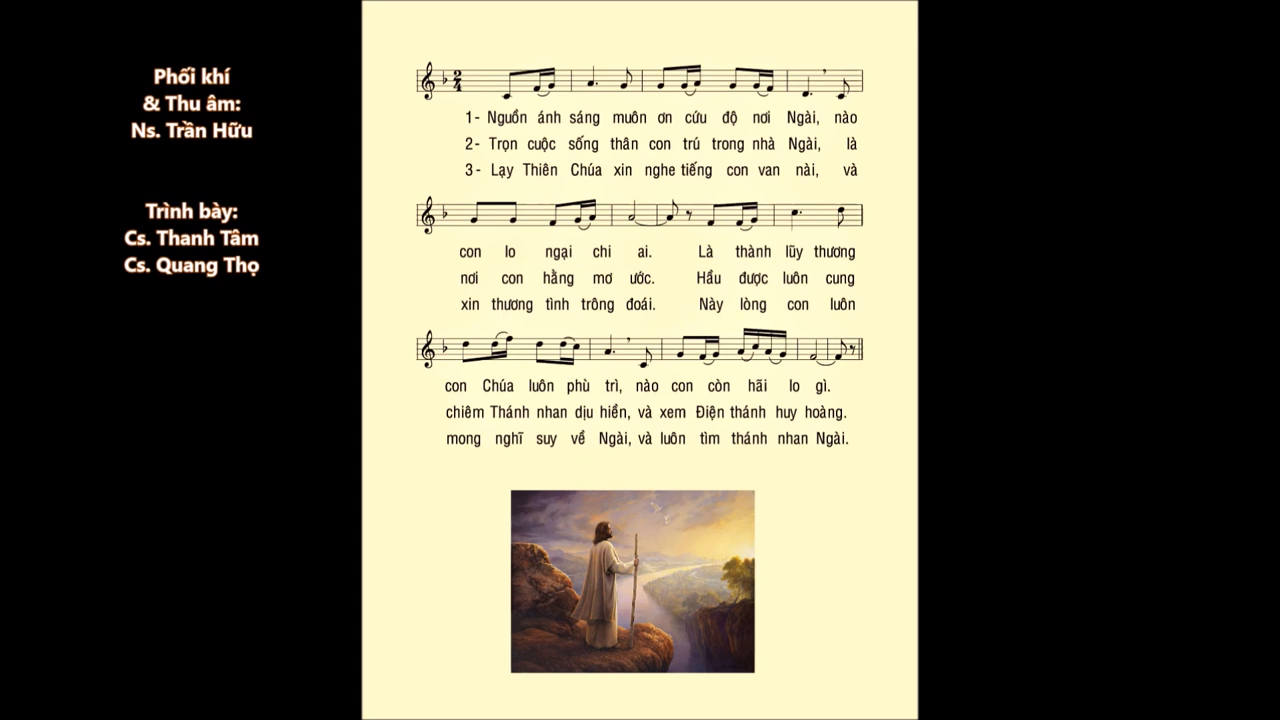 Phối khí
& Thu âm:
Ns. Trần Hữu
Trình bày:
Cs. Thanh Tâm
Cs. Quang Thọ
1- Nguồn ánh sáng muôn ơn cứu độ nơi Ngài, nào
2- Trọn cuộc sống thân con trú trong nhà Ngài, là
3- Lạy Thiên Chúa xin nghe tiếng con van nài, và
con lo ngại chi ai. Là thành lũy thương
nơi con hằng mơ ước. Hầu được luôn cung
xin thương tình trông đoái. Này lòng con luôn
con Chúa luôn phù trì, nào con còn hãi lo gì.
chiêm Thánh nhan dịu hiền, và xem Điện thánh huy hoàng.
mong nghĩ suy về Ngài, và luôn tìm thánh nhan Ngài.